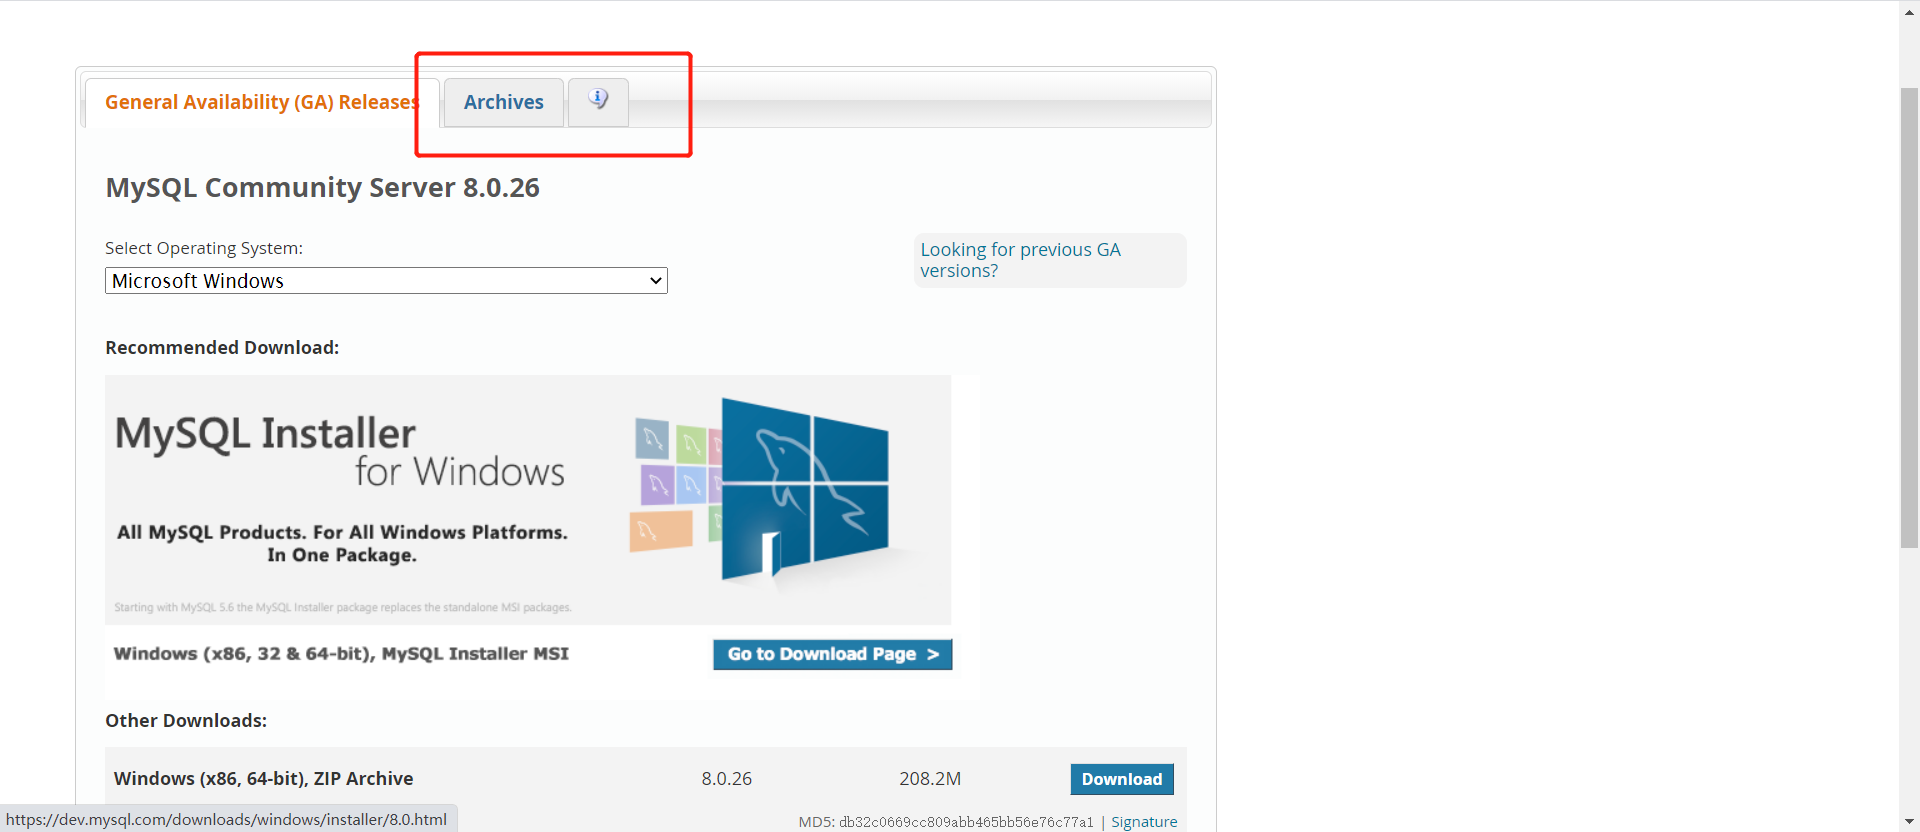 General Availability (GA) Releases
Archives
MySQL Community Server 8.0.26
Select Operating System:
Looking for previous GA
versions?
Microsoft Windows
Recommended Download:
MySQL Installer
for Windows
All MySQL Products. For All Windows Platforms.
In One Package.
Starting with MySQL 5.6 the MySQL Installer package replaces the standalone MSI packages.
Windows (x86, 32 & 64-bit), MySQL Installer MSI
Go to Download Page >
Other Downloads:
Windows (x86, 64-bit), ZIP Archive 8.0.26 208.2M Download
MD5: db32c0669cc809abb465bb56e76c77a1 | Signature
https://dev.mysql.com/downloads/windows/installer/8.0.html